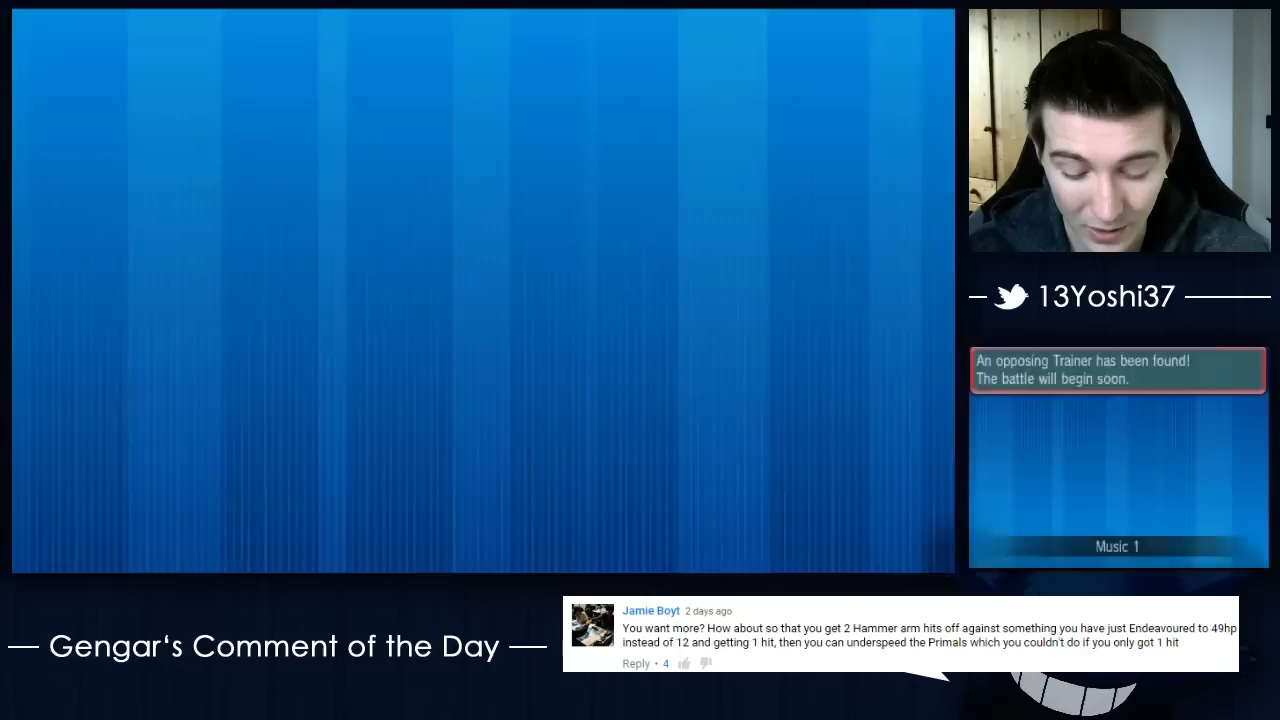 13Yoshi37
An opposing Trainer has been found!
The battle will begin soon.
Music 1
Gengar‘s Comment of the Day
Jamie Boyt 2 days ago
You want more? How about so that you get 2 Hammer arm hits off against something you have just Endeavoured to 49hp
instead of 12 and getting 1 hit, then you can underspeed the Primals which you couldn't do if you only got 1 hit
Reply • 4